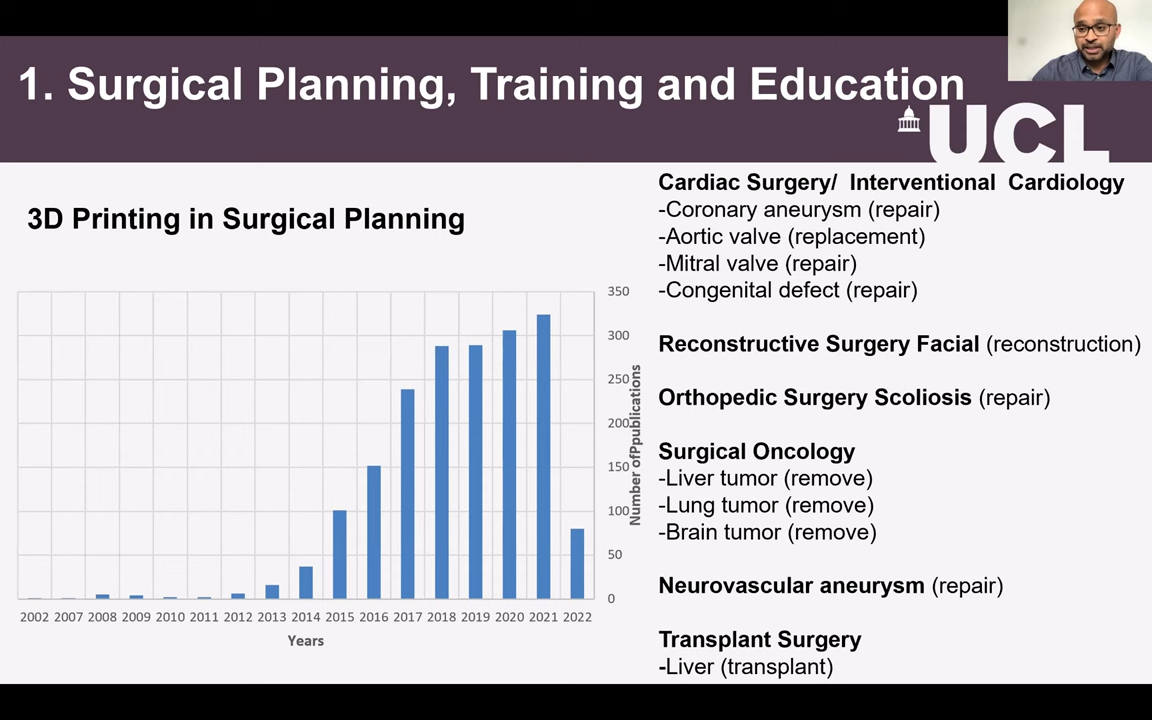 1. Surgical Planning, Training and Education
UCL
3D Printing in Surgical Planning
350
300
250
200
150
100
50
0
Number ofPpublications
2002 2007 2008 2009 2010 2011 2012 2013 2014 2015 2016 2017 2018 2019 2020 2021 2022
Years
Cardiac Surgery/ Interventional Cardiology
-Coronary aneurysm (repair)
-Aortic valve (replacement)
-Mitral valve (repair)
-Congenital defect (repair)
Reconstructive Surgery Facial (reconstruction)
Orthopedic Surgery Scoliosis (repair)
Surgical Oncology
-Liver tumor (remove)
-Lung tumor (remove)
-Brain tumor (remove)
Neurovascular aneurysm (repair)
Transplant Surgery
-Liver (transplant)